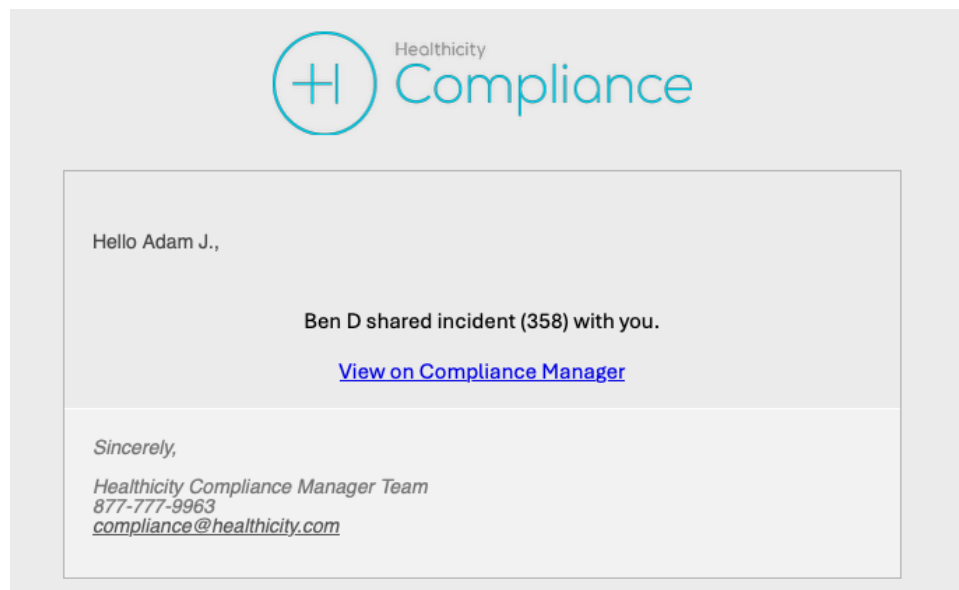 Healthicity
Compliance
Hello Adam J.,
Ben D shared incident (358) with you.
View on Compliance Manager
Sincerely,
Healthicity Compliance Manager Team
877-777-9963
compliance@healthicity.com